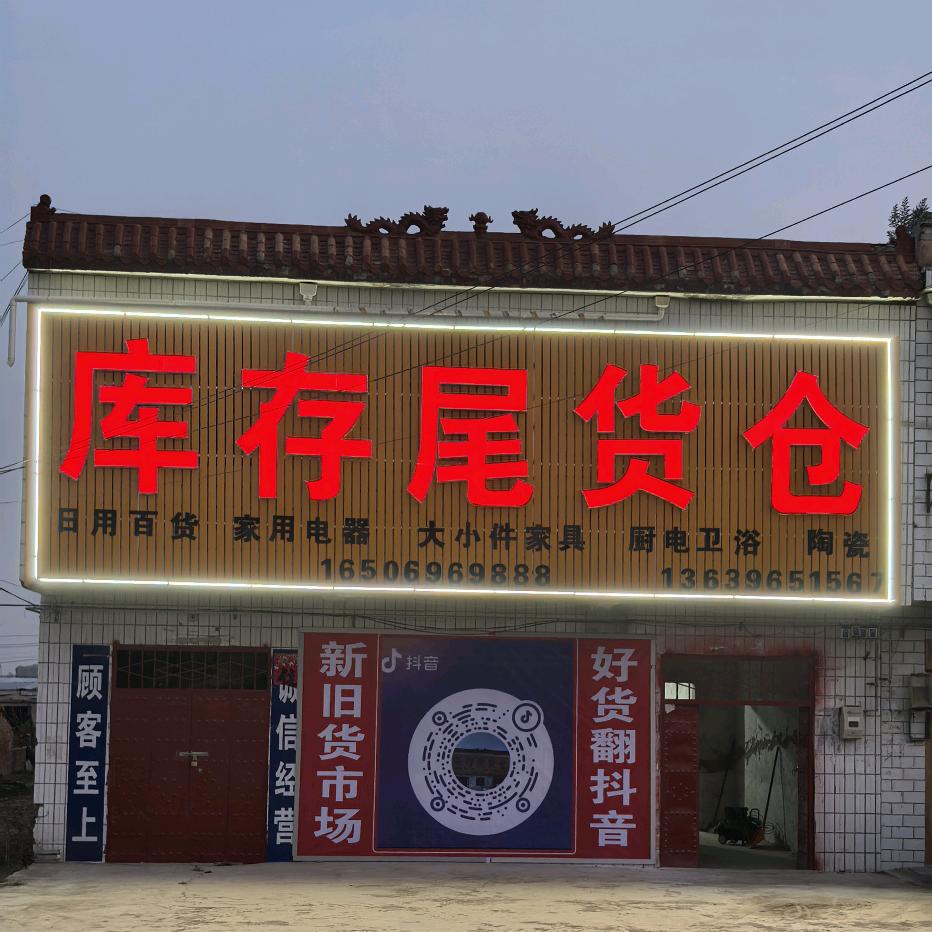 库存尾货仓
日用百货 家用电器 大小件家具 厨电卫浴 陶瓷
16506969888 13639651567
顾客至上
诚信经营
新旧货市场
抖音
好货翻抖音